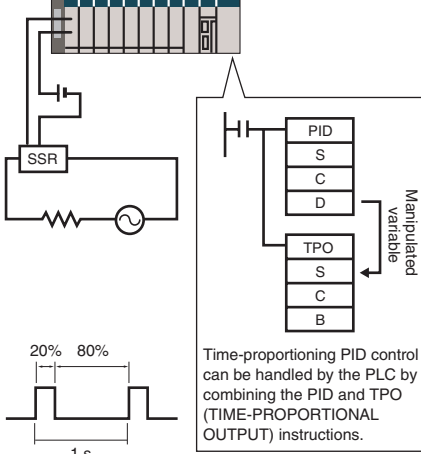 SSR
PID
S
C
D
Manipulated
variable
TPO
S
C
B
20% 80%
1 s
Time-proportioning PID control
can be handled by the PLC by
combining the PID and TPO
(TIME-PROPORTIONAL
OUTPUT) instructions.